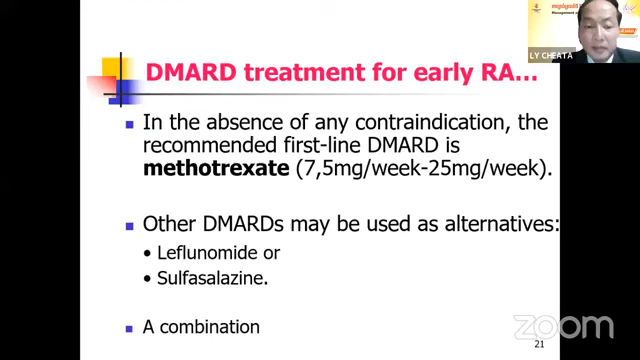 LY CHEATA
DMARD treatment for early RA...
In the absence of any contraindication, the
recommended first-line DMARD is
methotrexate (7,5mg/week-25mg/week).
Other DMARDs may be used as alternatives:
• Leflunomide or
• Sulfasalazine.
A combination
zoom
21